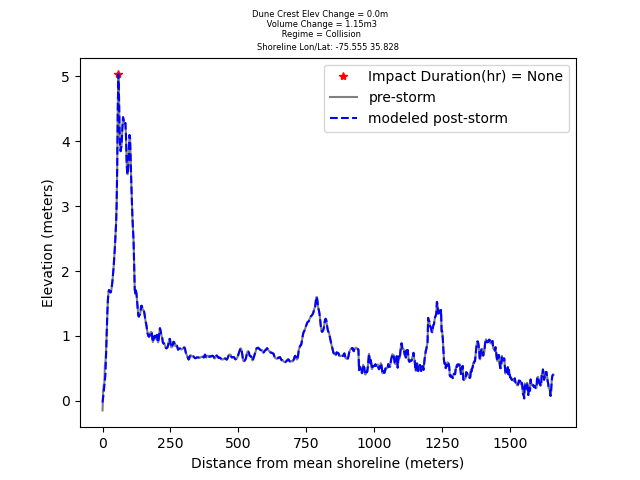 Dune Crest Elev Change = 0.0m
Volume Change = 1.15m3
Regime = Collision
Shoreline Lon/Lat: -75.555 35.828
Impact Duration(hr) = None
pre-storm
modeled post-storm
5
4
3
2
1
0
Elevation (meters)
0 250 500 750 1000 1250 1500
Distance from mean shoreline (meters)